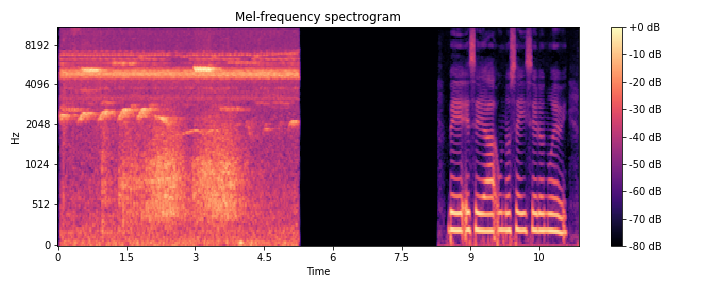 Mel-frequency spectrogram
8192
4096
2048
1024
512
0
Hz
0
1.5
3
4.5
6
7.5
9
10
Time
+0 dB
-10 dB
-20 dB
-30 dB
-40 dB
-50 dB
-60 dB
-70 dB
-80 dB